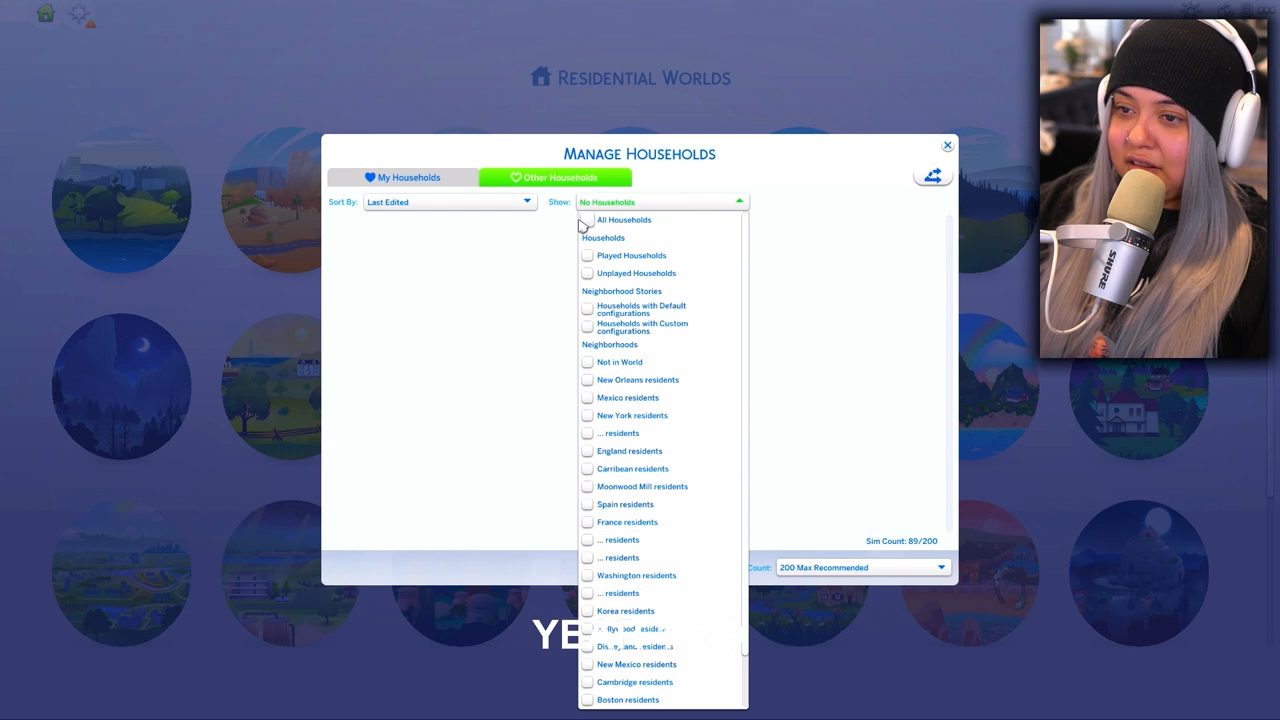 RESIDENTIAL WORLDS
MANAGE HOUSEHOLDS
My Households
Other Households
Sort By:
Last Edited
Show:
No Households
All Households
Households
Played Households
Unplayed Households
Neighborhood Stories
Households with Default
configurations
Households with Custom
configurations
Neighborhoods
Not in World
New Orleans residents
Mexico residents
New York residents
... residents
England residents
Carribean residents
Moonwood Mill residents
Spain residents
France residents
... residents
... residents
Washington residents
... residents
Korea residents
New Mexico residents
Cambridge residents
Boston residents
Sim Count: 89/200
Count:
200 Max Recommended
SHURE